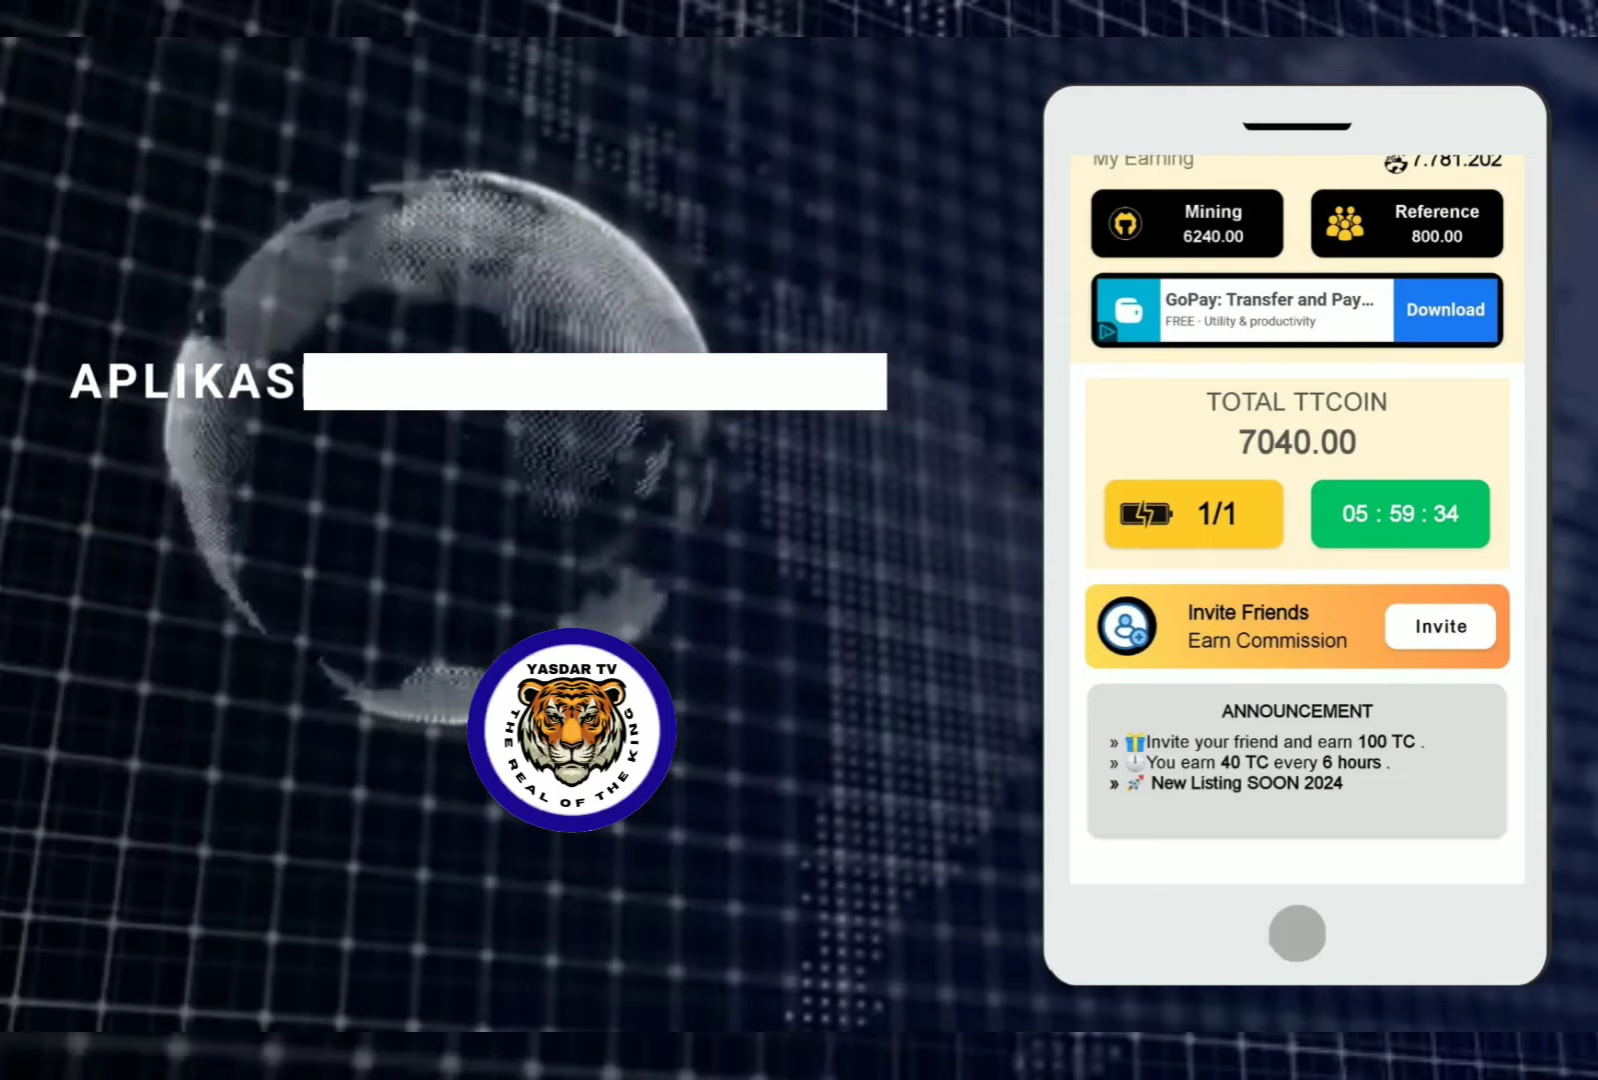 APLIKAS
YASDAR TV
THE REAL OF THE KING
My Earning
7.781.202
Mining
6240.00
Reference
800.00
GoPay: Transfer and Pay...
FREE · Utility & productivity
Download
TOTAL TTCOIN
7040.00
1/1
05 : 59 : 34
Invite Friends
Earn Commission
Invite
ANNOUNCEMENT
» Invite your friend and earn 100 TC .
» You earn 40 TC every 6 hours .
» New Listing SOON 2024